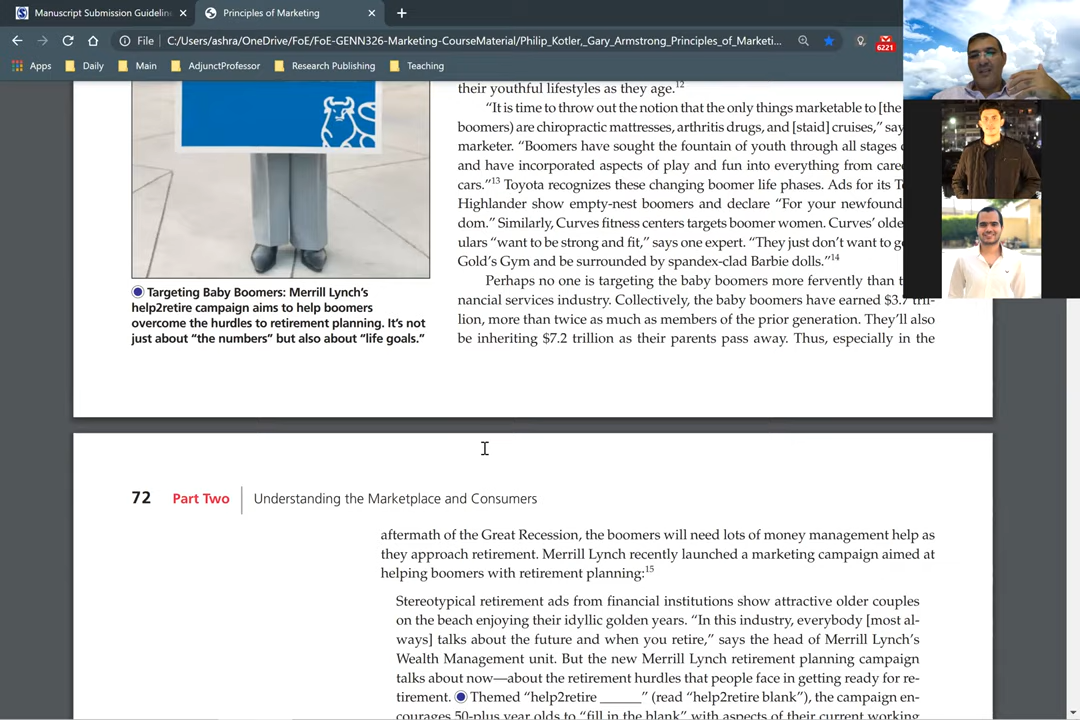 Manuscript Submission Guidelin
Principles of Marketing
File
C:/Users/ashra/OneDrive/FoE/FoE-GENN326-Marketing-CourseMaterial/Philip_Kotler,_Gary_Armstrong_Principles_of_Marketi...
6221
Apps
Daily
Main
AdjunctProfessor
Research Publishing
Teaching
their youthful lifestyles as they age.12
“It is time to throw out the notion that the only things marketable to [the
boomers) are chiropractic mattresses, arthritis drugs, and [staid] cruises,” say
marketer. “Boomers have sought the fountain of youth through all stages
and have incorporated aspects of play and fun into everything from care
cars.”13 Toyota recognizes these changing boomer life phases. Ads for its T
Highlander show empty-nest boomers and declare “For your newfound
dom.” Similarly, Curves fitness centers targets boomer women. Curves’ olde
ulars “want to be strong and fit,” says one expert. “They just don’t want to g
Gold’s Gym and be surrounded by spandex-clad Barbie dolls.”14
Perhaps no one is targeting the baby boomers more fervently than t
nancial services industry. Collectively, the baby boomers have earned $3.7 tril-
lion, more than twice as much as members of the prior generation. They’ll also
be inheriting $7.2 trillion as their parents pass away. Thus, especially in the
Targeting Baby Boomers: Merrill Lynch’s
help2retire campaign aims to help boomers
overcome the hurdles to retirement planning. It’s not
just about “the numbers” but also about “life goals.”
72 Part Two Understanding the Marketplace and Consumers
aftermath of the Great Recession, the boomers will need lots of money management help as
they approach retirement. Merrill Lynch recently launched a marketing campaign aimed at
helping boomers with retirement planning:15
Stereotypical retirement ads from financial institutions show attractive older couples
on the beach enjoying their idyllic golden years. “In this industry, everybody [most al-
ways] talks about the future and when you retire,” says the head of Merrill Lynch’s
Wealth Management unit. But the new Merrill Lynch retirement planning campaign
talks about now—about the retirement hurdles that people face in getting ready for re-
tirement. Themed “help2retire ______” (read “help2retire blank”), the campaign en-
courages 50-plus year olds to “fill in the blank” with aspects of their current working